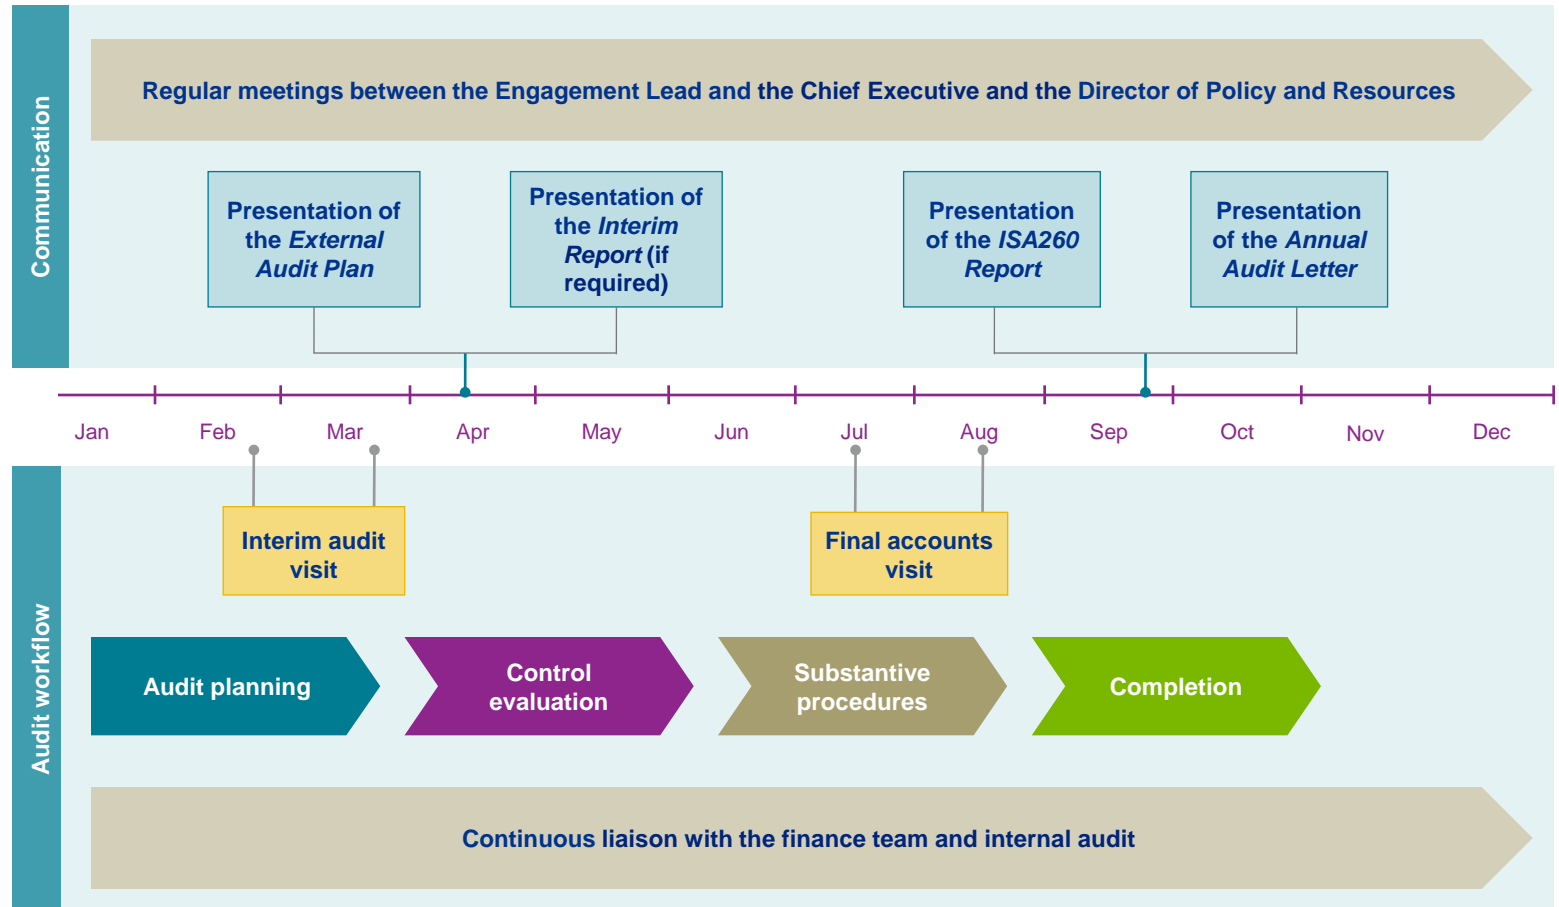 Communication
Regular meetings between the Engagement Lead and the Chief Executive and the Director of Policy and Resources
Presentation of
the External
Audit Plan
Presentation of
the Interim
Report (if
required)
Presentation
of the ISA260
Report
Presentation
of the Annual
Audit Letter
Jan Feb Mar Apr May Jun Jul Aug Sep Oct Nov Dec
Audit workflow
Interim audit
visit
Final accounts
visit
Audit planning
Control
evaluation
Substantive
procedures
Completion
Continuous liaison with the finance team and internal audit